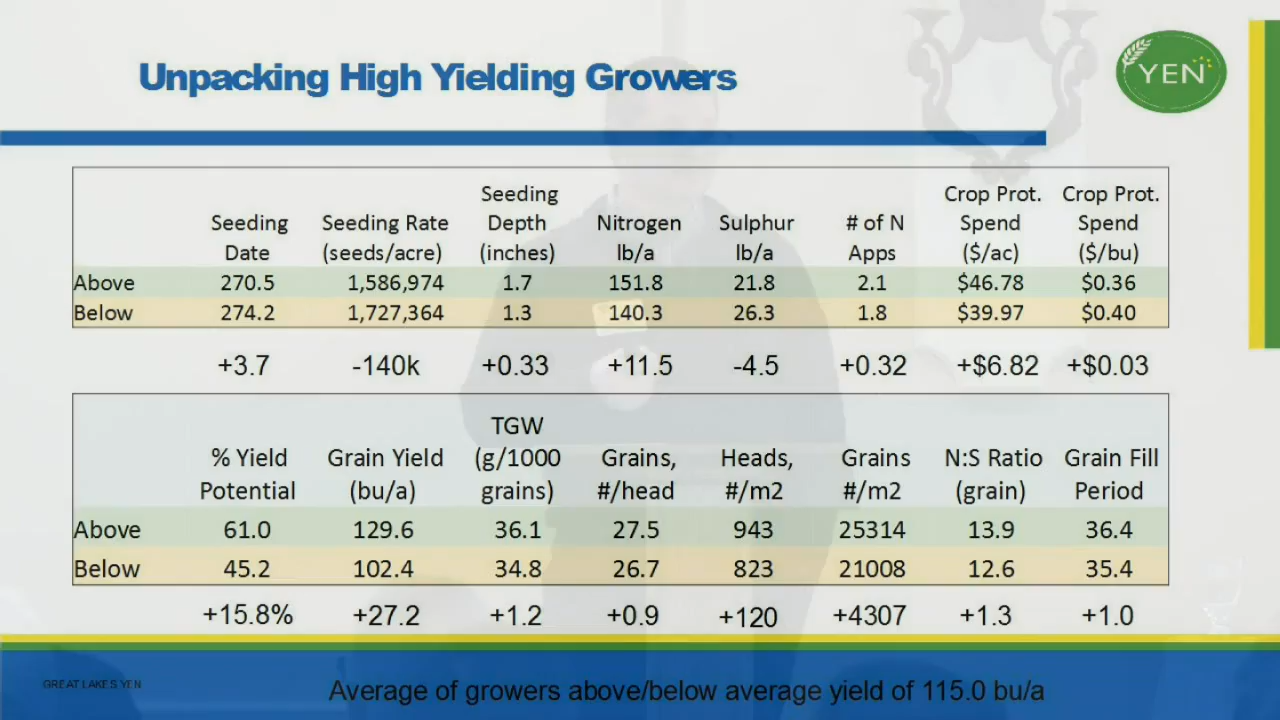 Unpacking High Yielding Growers
YEN
Seeding Date Seeding Rate (seeds/acre) Seeding Depth (inches) Nitrogen lb/a Sulphur lb/a # of N Apps Crop Prot. Spend ($/ac) Crop Prot. Spend ($/bu)
Above 270.5 1,586,974 1.7 151.8 21.8 2.1 $46.78 $0.36
Below 274.2 1,727,364 1.3 140.3 26.3 1.8 $39.97 $0.40
+3.7 -140k +0.33 +11.5 -4.5 +0.32 +$6.82 +$0.03
% Yield Potential Grain Yield (bu/a) TGW (g/1000 grains) Grains, #/head Heads, #/m2 Grains #/m2 N:S Ratio (grain) Grain Fill Period
Above 61.0 129.6 36.1 27.5 943 25314 13.9 36.4
Below 45.2 102.4 34.8 26.7 823 21008 12.6 35.4
+15.8% +27.2 +1.2 +0.9 +120 +4307 +1.3 +1.0
GREAT LAKES YEN
Average of growers above/below average yield of 115.0 bu/a